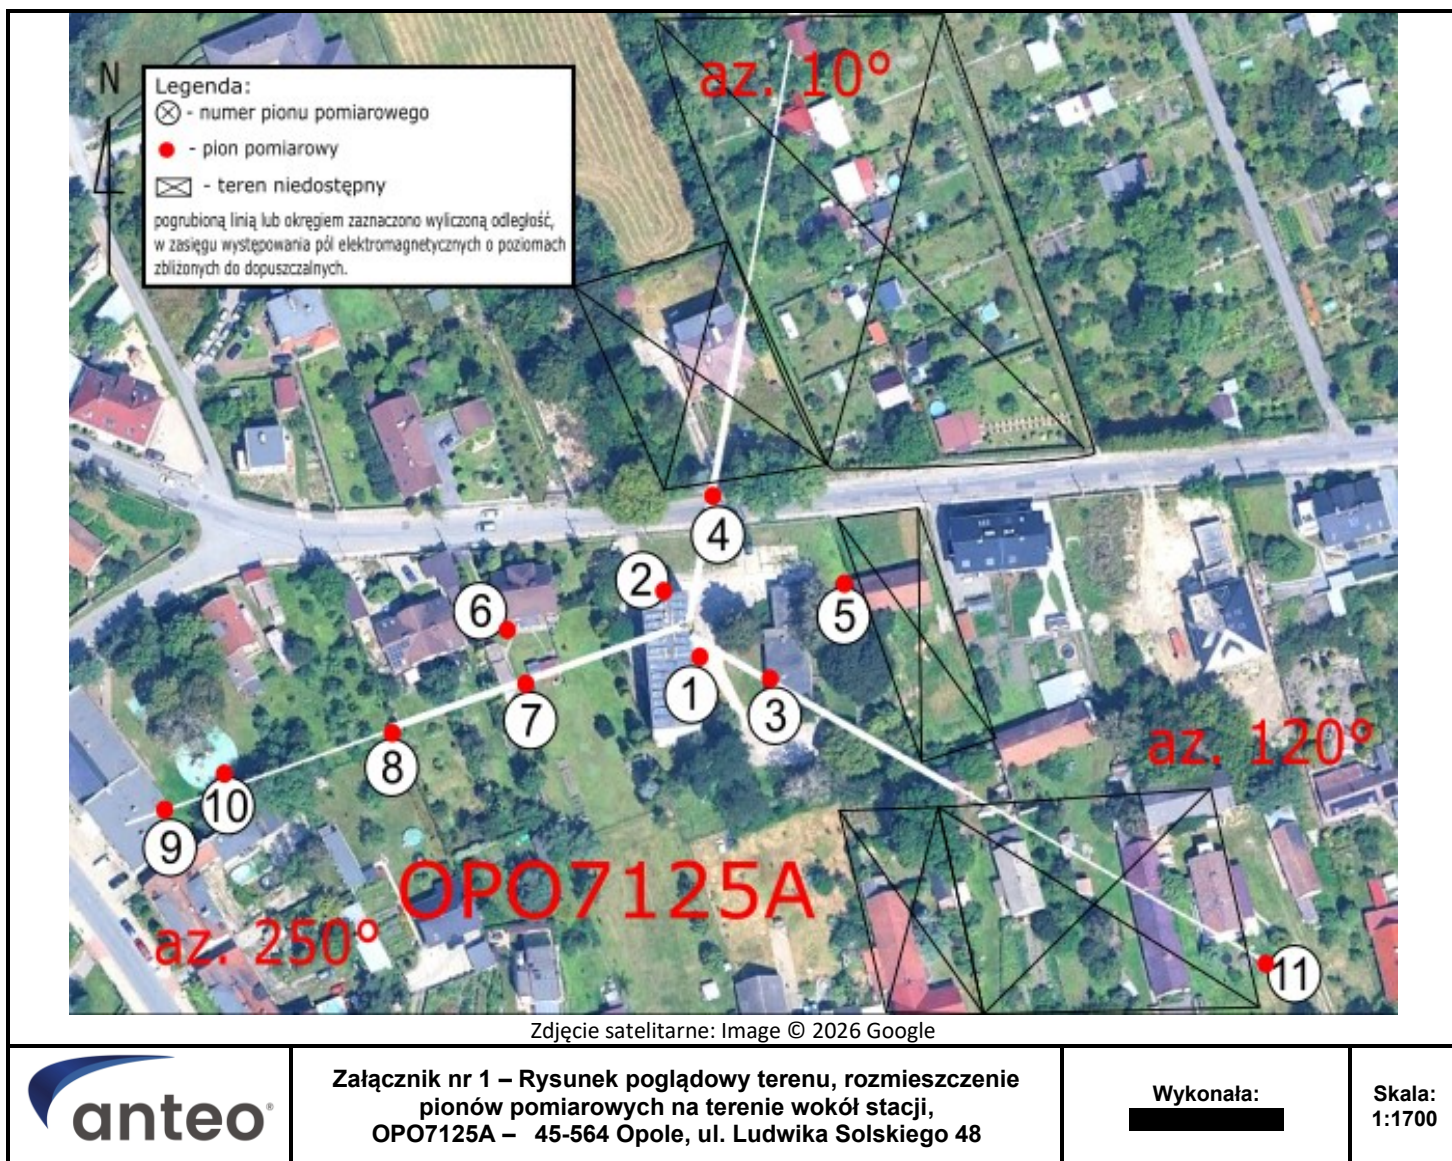 N
Legenda:
- numer pionu pomiarowego
- pion pomiarowy
- teren niedostępny
pogrubioną linią lub okręgiem zaznaczono wyliczoną odległość,
w zasięgu występowania pól elektromagnetycznych o poziomach
zbliżonych do dopuszczalnych.
az. 10°
4
2
5
6
1
3
7
8
10
9
az. 120°
OPO7125A
az. 250°
11
Zdjęcie satelitarne: Image © 2026 Google
anteo®
Załącznik nr 1 – Rysunek poglądowy terenu, rozmieszczenie
pionów pomiarowych na terenie wokół stacji,
OPO7125A – 45-564 Opole, ul. Ludwika Solskiego 48
Wykonała:
Skala:
1:1700